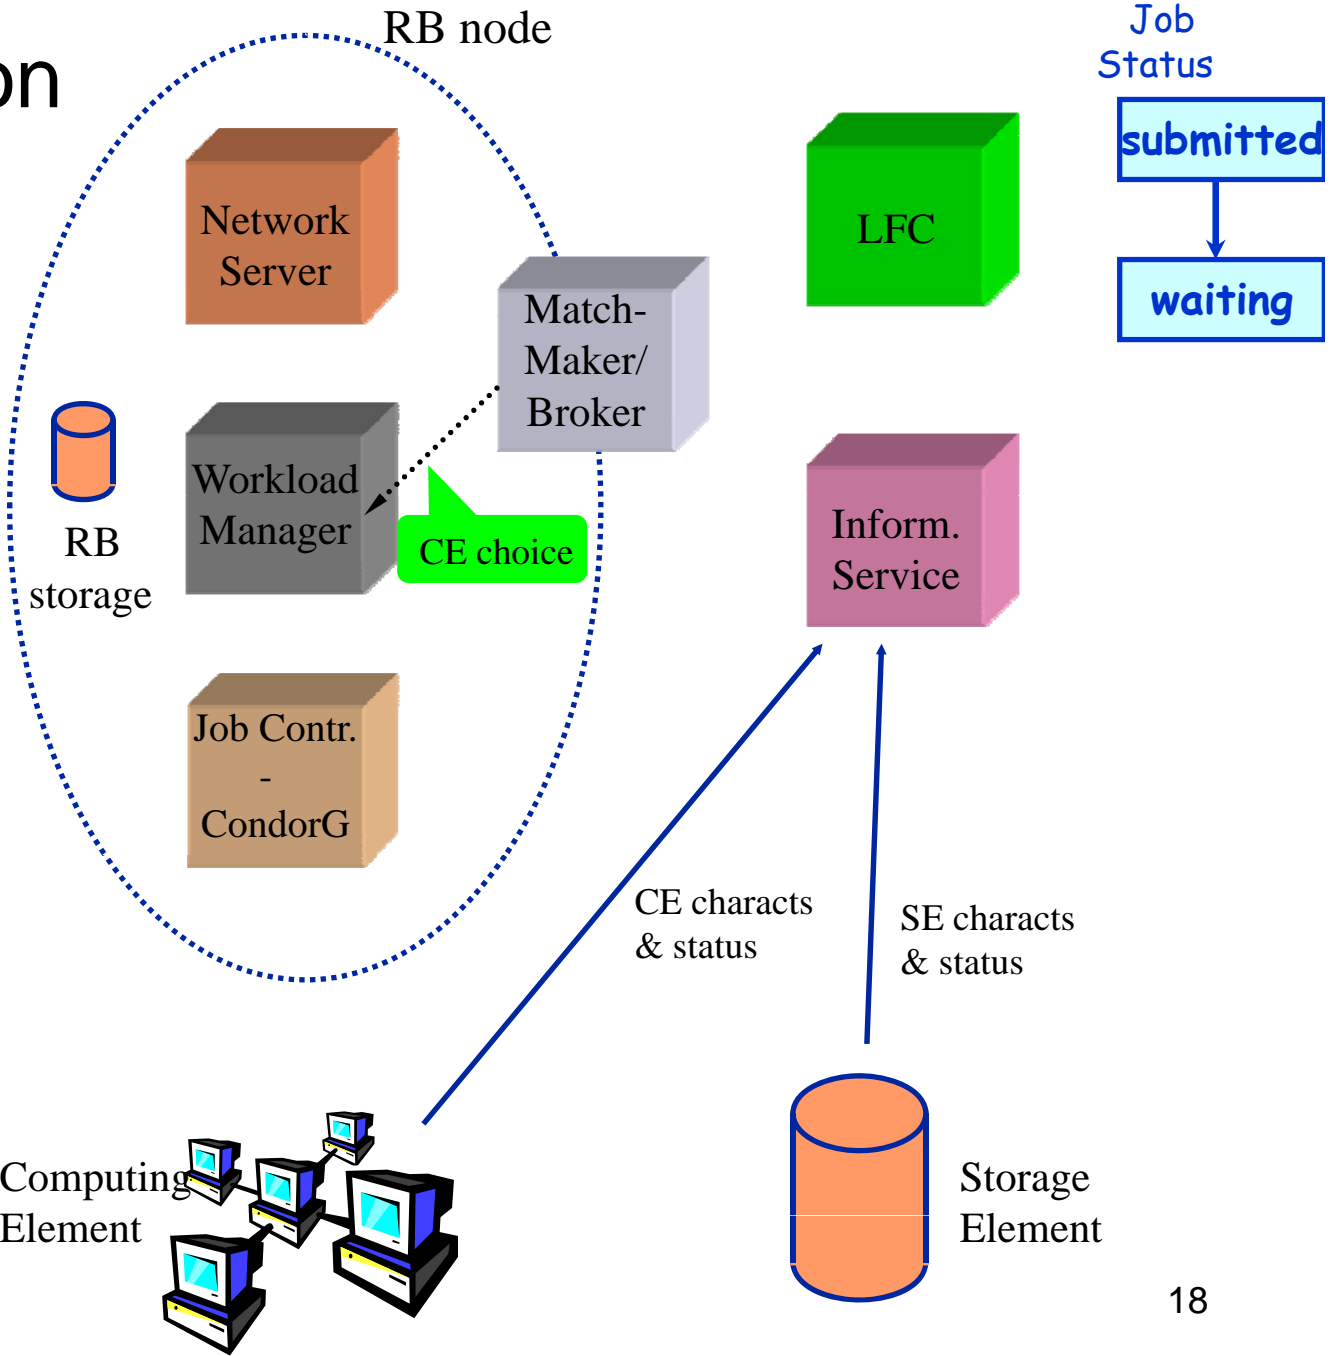 RB node
Job
Status
on
submitted
Network
Server
LFC
waiting
Match-
Maker/
Broker
Workload
Manager
CE choice
RB
storage
Inform.
Service
Job Contr.
-
CondorG
CE characts
& status
SE characts
& status
Computing
Element
Storage
Element
18